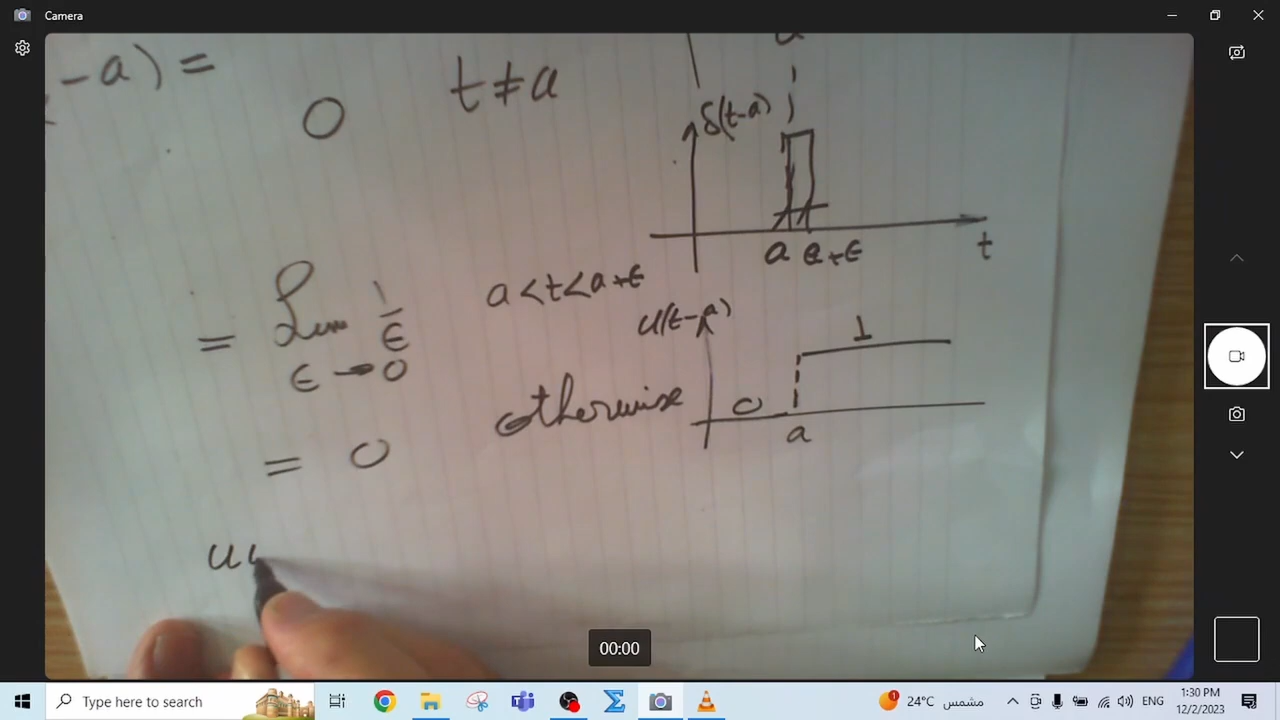 Camera
-a) =
0 t≠a
δ(t-a)
a a+ε t
= Lim 1/ε a<t<a+ε
ε→0
u(t-a)
1
otherwise 0
a
= 0
u(
00:00
Type here to search
24°C مشمس
ENG
1:30 PM
12/2/2023